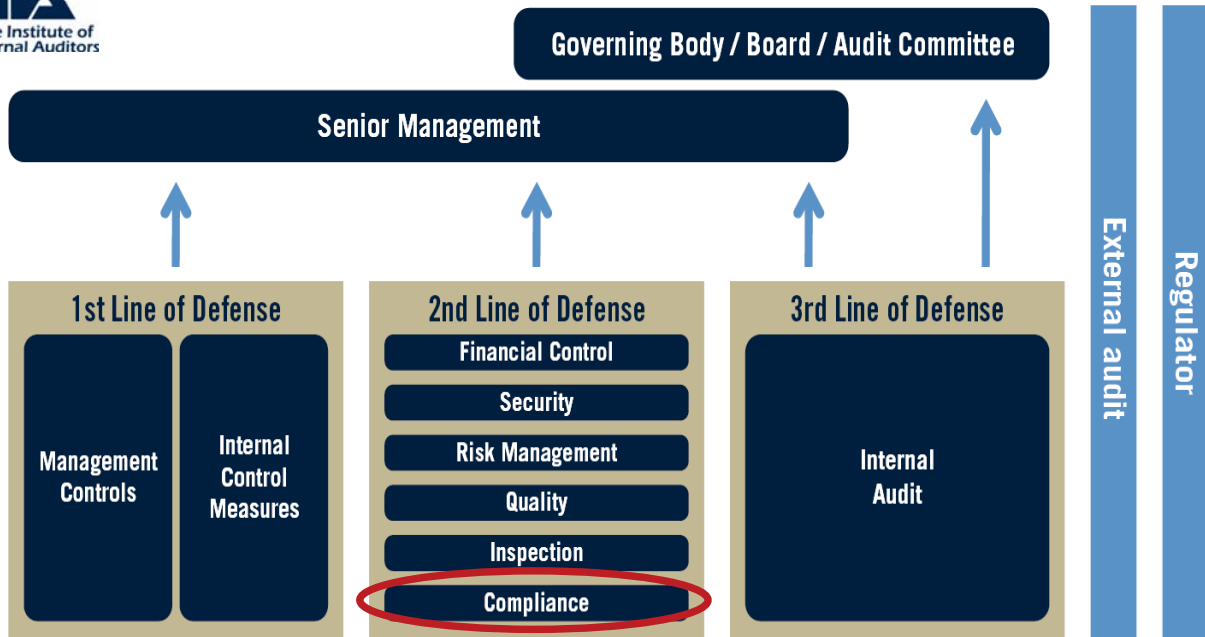 Institute of
Auditors
Governing Body / Board / Audit Committee
Senior Management
1st Line of Defense
Management
Controls
Internal
Control
Measures
2nd Line of Defense
Financial Control
Security
Risk Management
Quality
Inspection
Compliance
3rd Line of Defense
Internal
Audit
External audit
Regulator